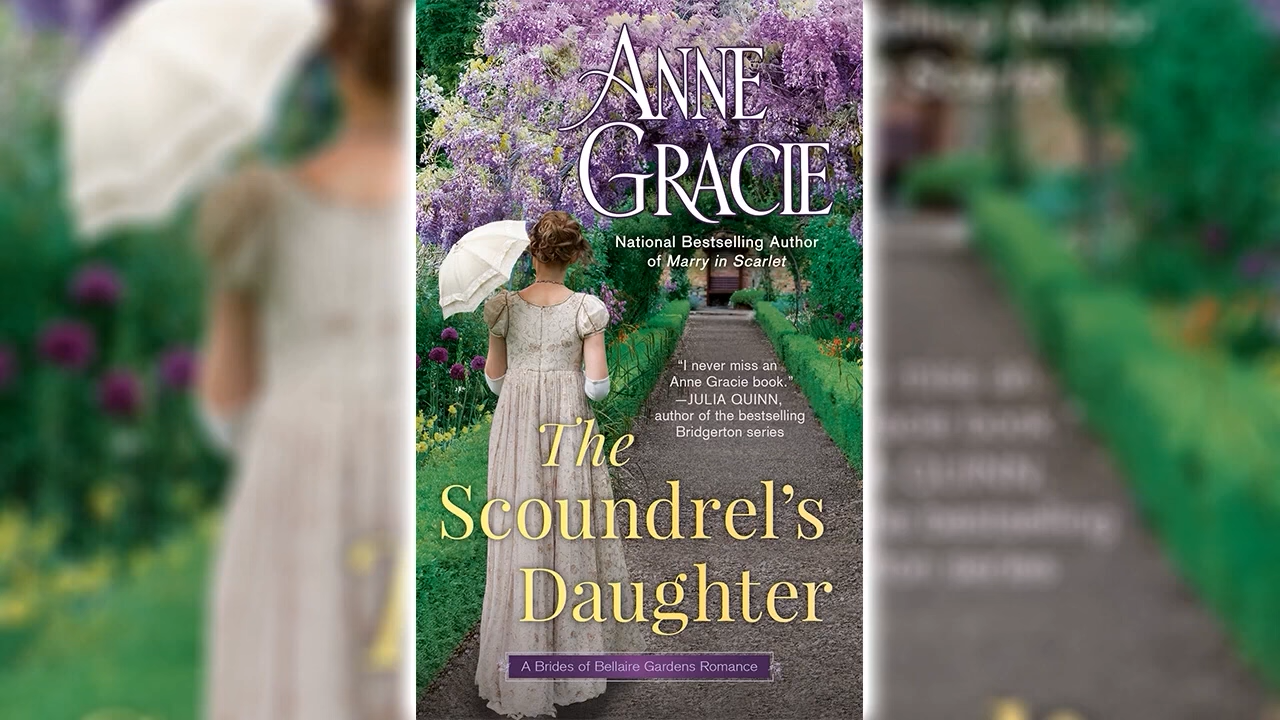 ANNE
GRACIE
National Bestselling Author
of Marry in Scarlet
“I never miss an
Anne Gracie book.”
—JULIA QUINN,
author of the bestselling
Bridgerton series
The
Scoundrel’s
Daughter
A Brides of Bellaire Gardens Romance